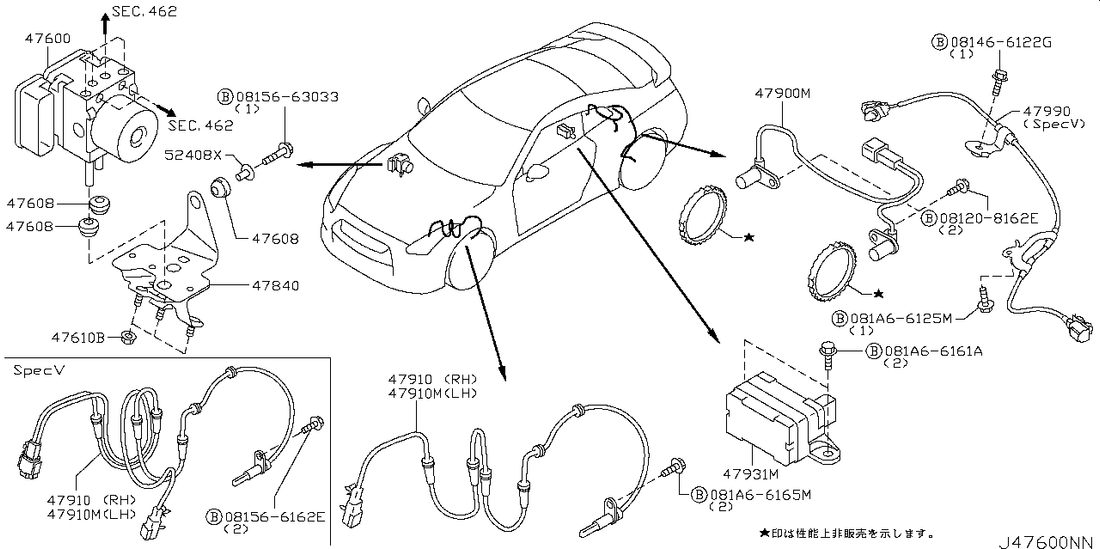 SEC.462
47600
Ⓑ08156-63033
(1)
SEC.462
52408X
47608
47608
47608
47840
47610B
Ⓑ08146-6122G
(1)
47900M
47990
(SpecV)
Ⓑ08120-8162E
(2)
★
★
Ⓑ081A6-6125M
(1)
Ⓑ081A6-6161A
(2)
SpecV
47910 (RH)
47910M(LH)
47910 (RH)
47910M(LH)
Ⓑ08156-6162E
(2)
47931M
Ⓑ081A6-6165M
(2)
★印は性能上非販売を示します。
J47600NN